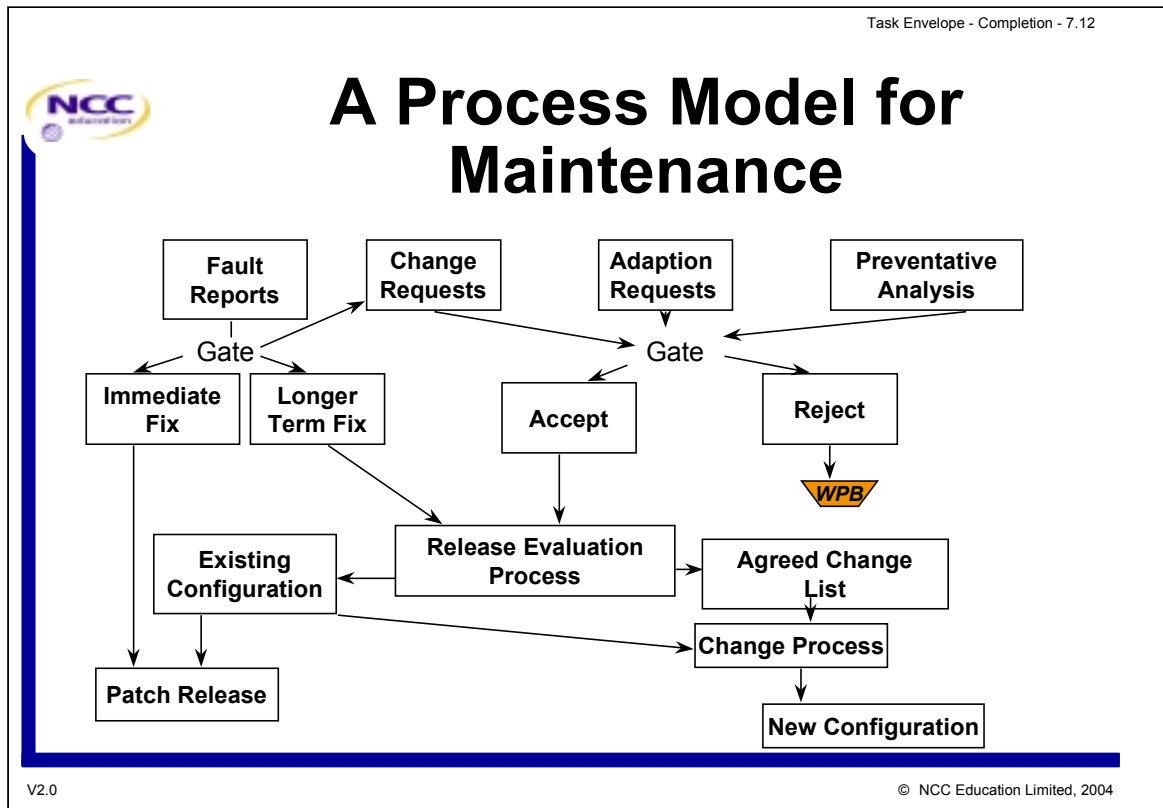 Task Envelope - Completion - 7.12
NCC
education
A Process Model for
Maintenance
Fault
Reports
Change
Requests
Adaption
Requests
Preventative
Analysis
Gate
Gate
Immediate
Fix
Longer
Term Fix
Accept
Reject
WPB
Existing
Configuration
Release Evaluation
Process
Agreed Change
List
Change Process
Patch Release
New Configuration
V2.0
© NCC Education Limited, 2004